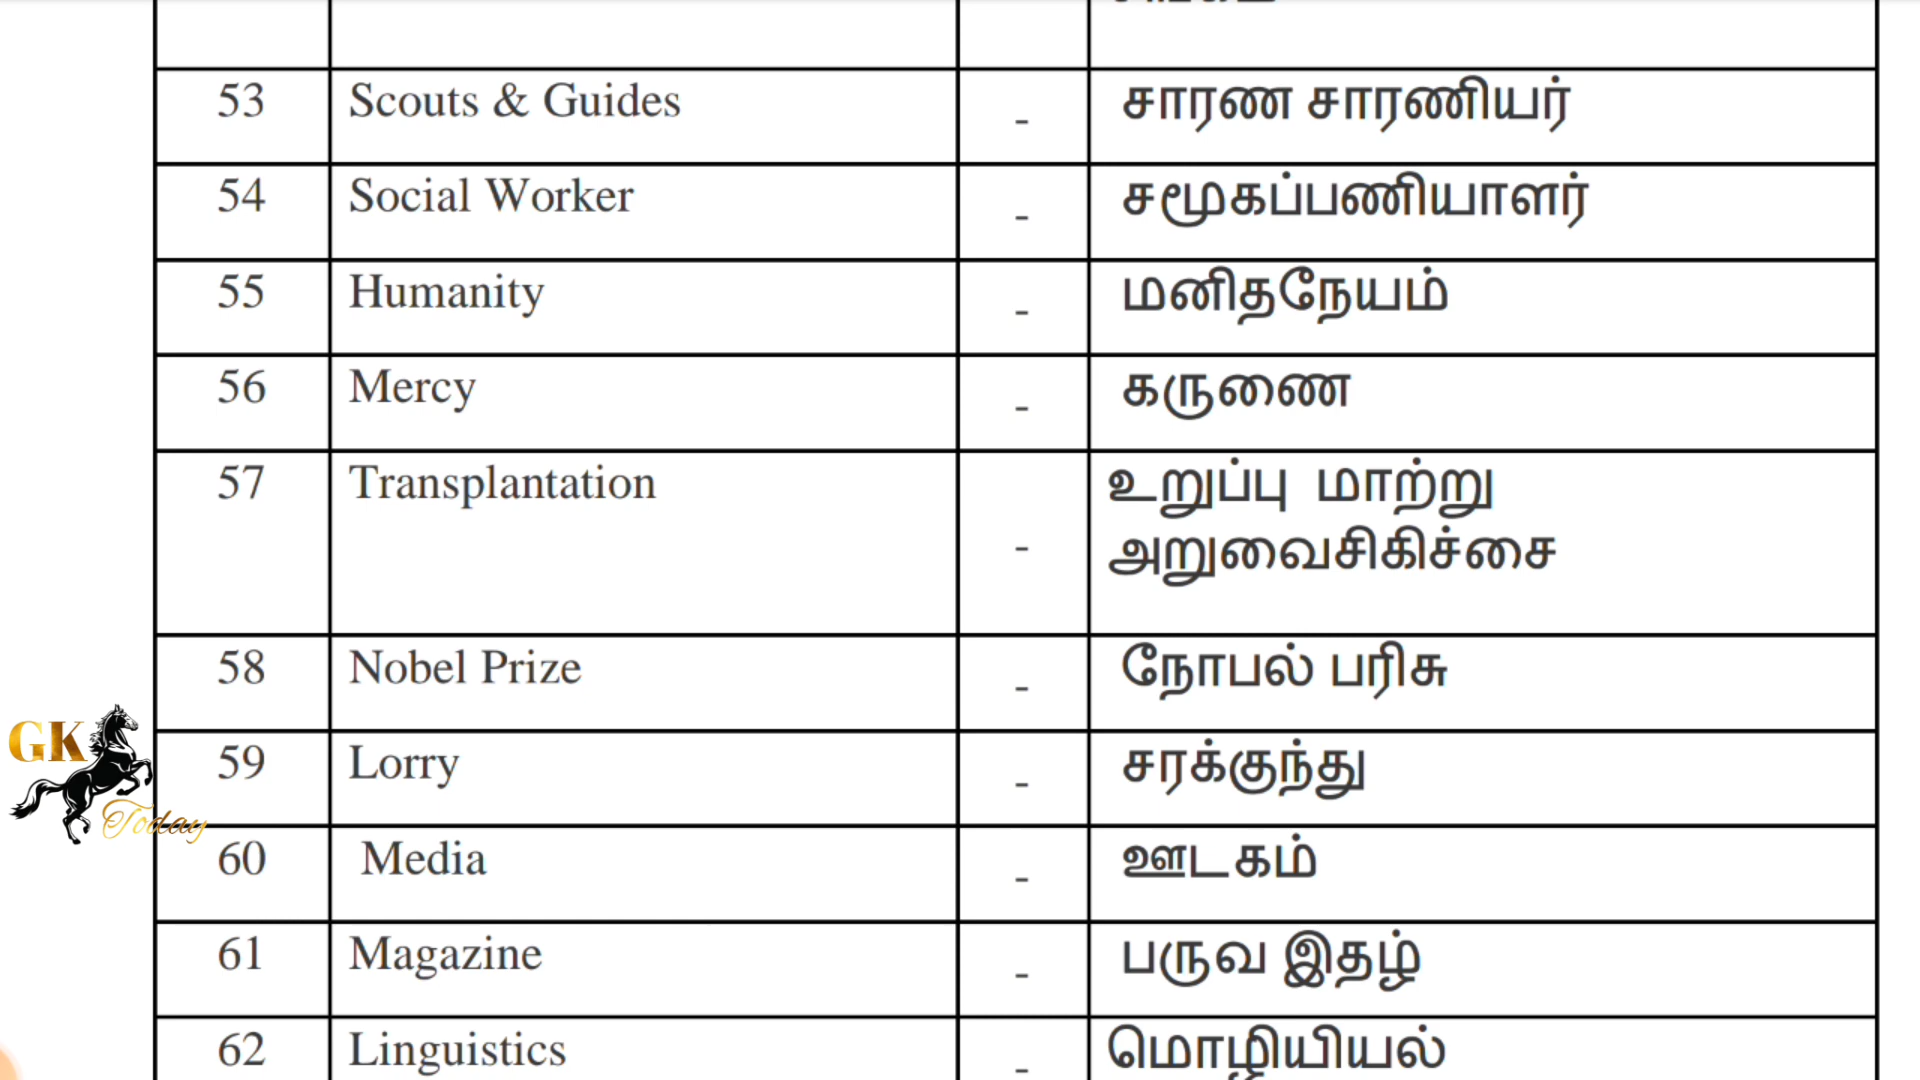 53 Scouts & Guides - சாரண சாரணியர்
54 Social Worker - சமூகப்பணியாளர்
55 Humanity - மனிதநேயம்
56 Mercy - கருணை
57 Transplantation - உறுப்பு மாற்று
அறுவைசிகிச்சை
58 Nobel Prize - நோபல் பரிசு
59 Lorry - சரக்குந்து
GK
Today
60 Media - ஊடகம்
61 Magazine - பருவ இதழ்
62 Linguistics - மொழியியல்